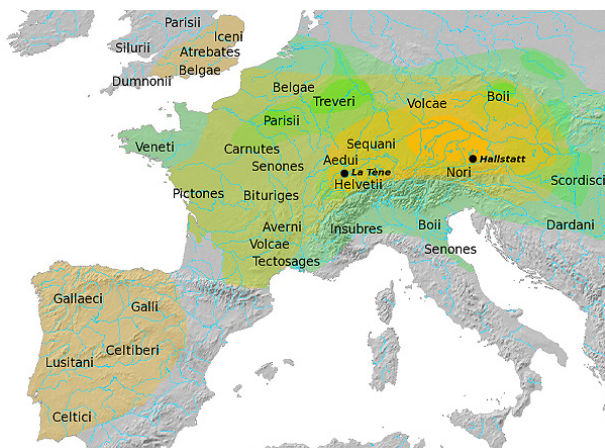 Parisii
Iceni
Silurii
Atrebates
Dumnonii
Belgae
Belgae
Treveri
Volcae
Boii
Parisii
Veneti
Carnutes
Sequani
Senones
Aedui
Hallstatt
La Tène
Helvetii
Nori
Scordisci
Pictones
Bituriges
Averni
Insubres
Boii
Dardani
Volcae
Senones
Tectosages
Gallaeci
Galli
Celtiberi
Lusitani
Celtici